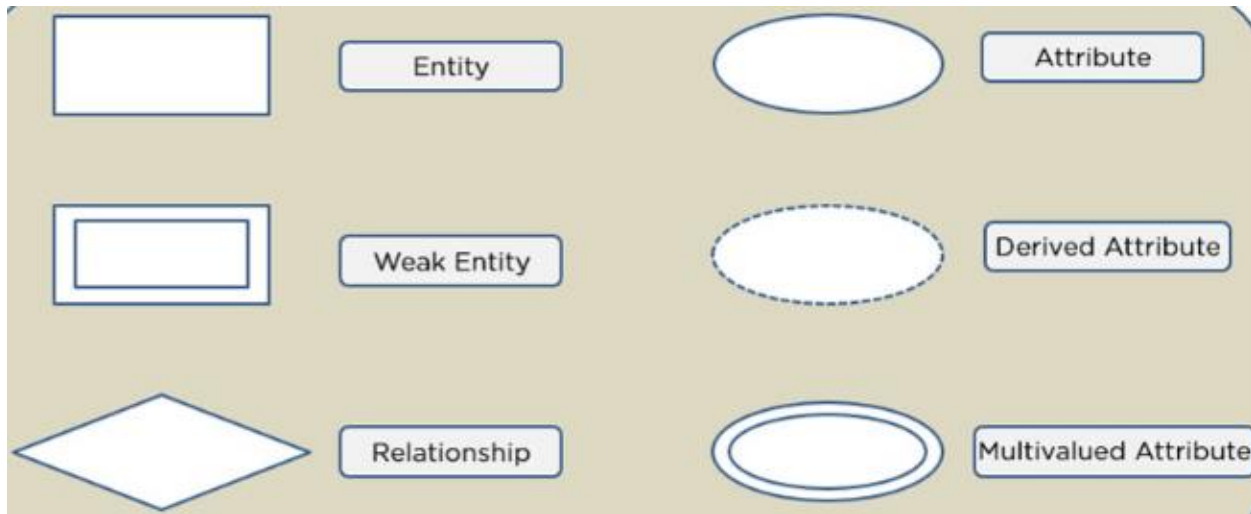 Entity
Attribute
Weak Entity
Derived Attribute
Relationship
Multivalued Attribute